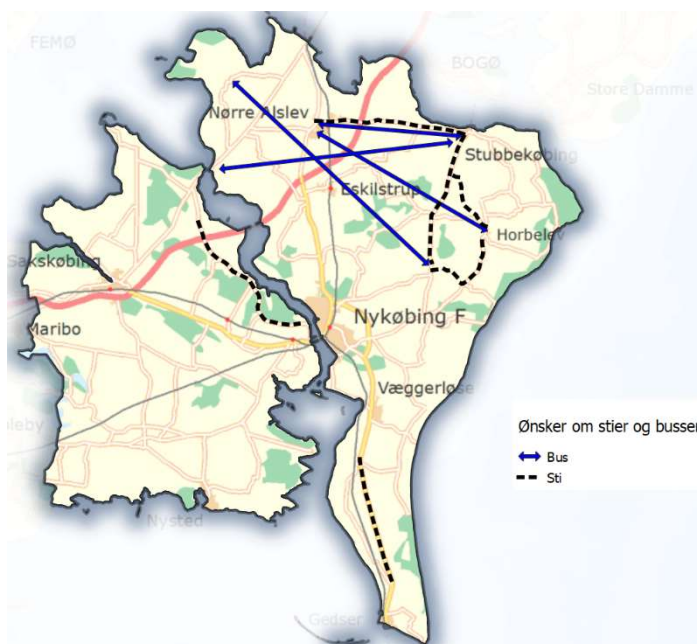 FEMØ
BOGØ
Store Damme
Nørre Alslev
Stubbekøbing
Eskilstrup
Horbelev
Sakskøbing
Nykøbing F
Maribo
Væggerløse
Ønsker om stier og busser
Bus
Sti
Nysted
Gedser